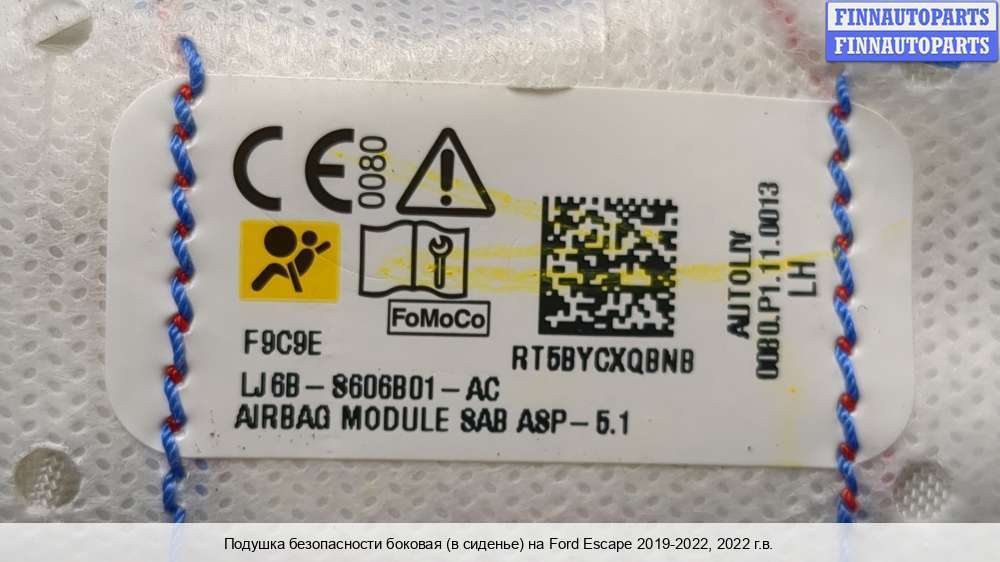 FINNAUTOPARTS
FINNAUTOPARTS
CE
0080
FoMoCo
F9C9E
RT5BYCXQBNB
LJ6B-S606B01-AC
AIRBAG MODULE SAB ASP-5.1
AUTOLIV
0080.P1.11.0013
LH
Подушка безопасности боковая (в сиденье) на Ford Escape 2019-2022, 2022 г.в.